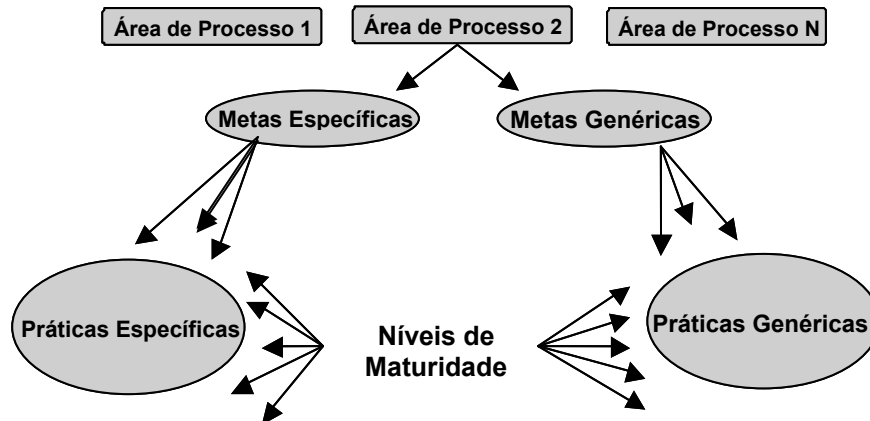 Área de Processo 1
Área de Processo 2
Área de Processo N
Metas Específicas
Metas Genéricas
Práticas Específicas
Níveis de
Maturidade
Práticas Genéricas